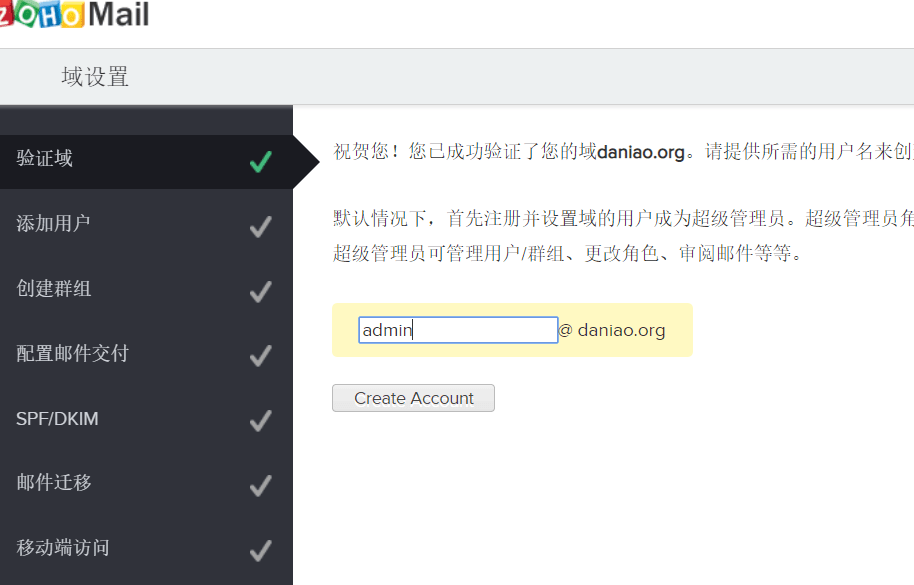 ZOHO Mail
域设置
验证域
添加用户
创建群组
配置邮件交付
SPF/DKIM
邮件迁移
移动端访问
祝贺您！您已成功验证了您的域daniao.org。请提供所需的用户名来创
默认情况下，首先注册并设置域的用户成为超级管理员。超级管理员角
超级管理员可管理用户/群组、更改角色、审阅邮件等等。
admin@ daniao.org
Create Account